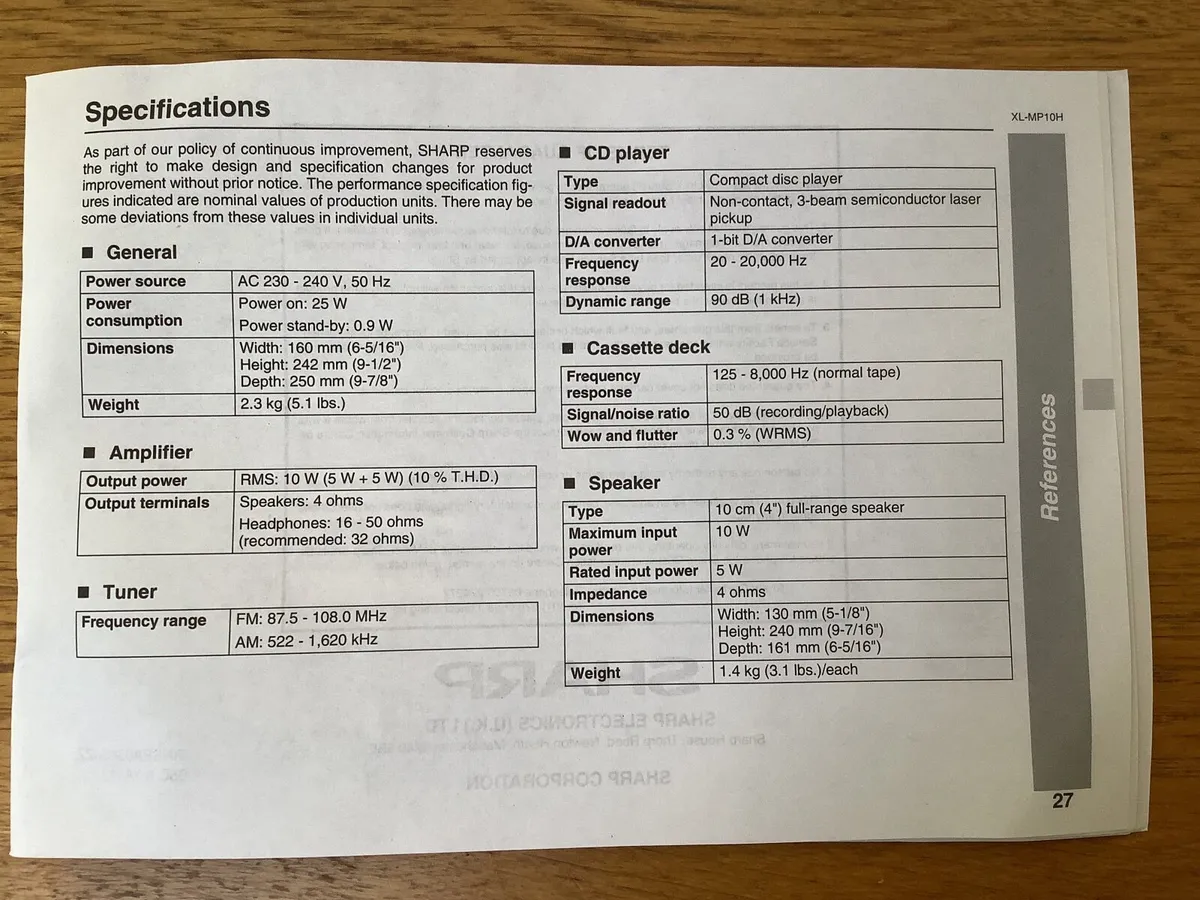 Specifications
XL-MP10H
As part of our policy of continuous improvement, SHARP reserves
the right to make design and specification changes for product
improvement without prior notice. The performance specification fig-
ures indicated are nominal values of production units. There may be
some deviations from these values in individual units.
■ General
Power source AC 230 - 240 V, 50 Hz
Power
consumption
Power on: 25 W
Power stand-by: 0.9 W
Dimensions Width: 160 mm (6-5/16")
Height: 242 mm (9-1/2")
Depth: 250 mm (9-7/8")
Weight 2.3 kg (5.1 lbs.)
■ Amplifier
Output power RMS: 10 W (5 W + 5 W) (10 % T.H.D.)
Output terminals Speakers: 4 ohms
Headphones: 16 - 50 ohms
(recommended: 32 ohms)
■ Tuner
Frequency range FM: 87.5 - 108.0 MHz
AM: 522 - 1,620 kHz
■ CD player
Type Compact disc player
Signal readout Non-contact, 3-beam semiconductor laser
pickup
D/A converter 1-bit D/A converter
Frequency
response
20 - 20,000 Hz
Dynamic range 90 dB (1 kHz)
■ Cassette deck
Frequency
response
125 - 8,000 Hz (normal tape)
Signal/noise ratio 50 dB (recording/playback)
Wow and flutter 0.3 % (WRMS)
■ Speaker
Type 10 cm (4") full-range speaker
Maximum input
power
10 W
Rated input power 5 W
Impedance 4 ohms
Dimensions Width: 130 mm (5-1/8")
Height: 240 mm (9-7/16")
Depth: 161 mm (6-5/16")
Weight 1.4 kg (3.1 lbs.)/each
References
27
SHARP
SHARP ELECTRONICS (U.K.) LTD
SHARP CORPORATION